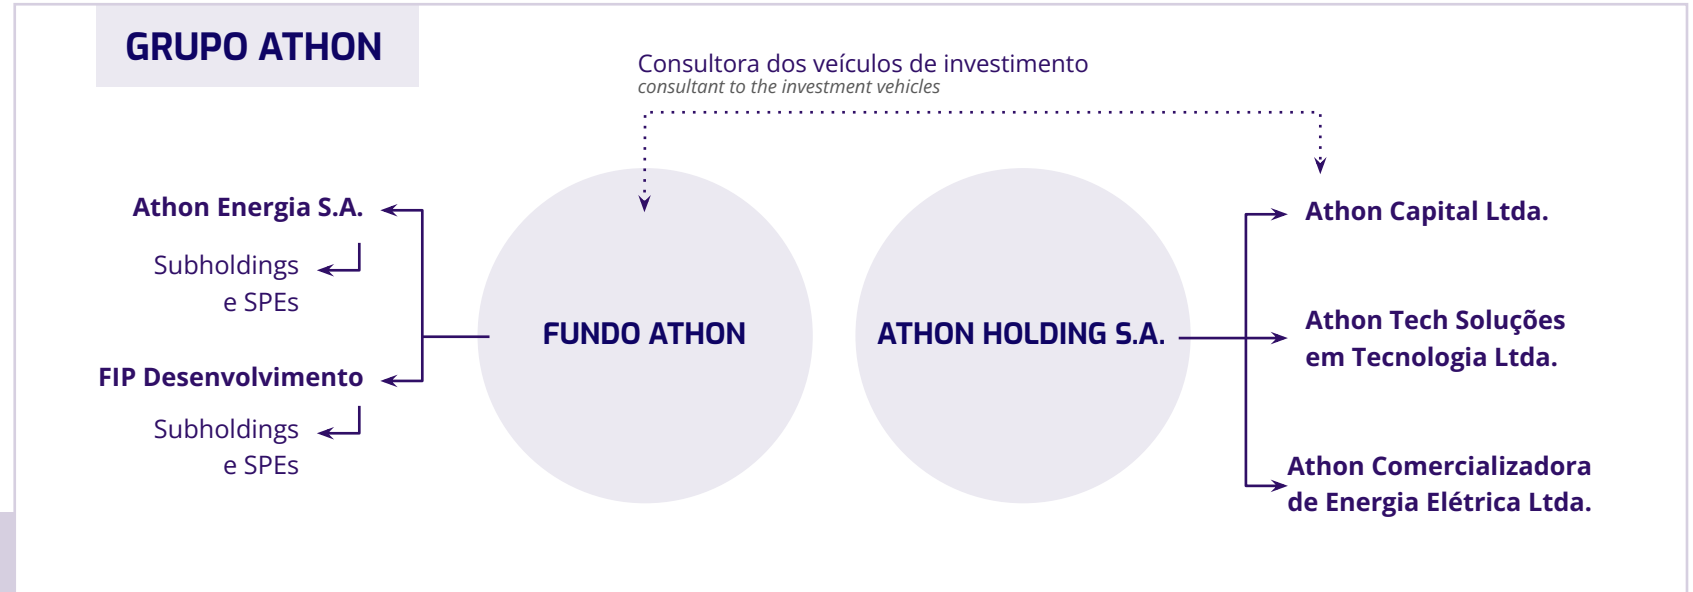 GRUPO ATHON
Consultora dos veículos de investimento
consultant to the investment vehicles
Athon Energia S.A.
Subholdings
e SPEs
FIP Desenvolvimento
Subholdings
e SPEs
FUNDO ATHON
ATHON HOLDING S.A.
Athon Capital Ltda.
Athon Tech Soluções
em Tecnologia Ltda.
Athon Comercializadora
de Energia Elétrica Ltda.